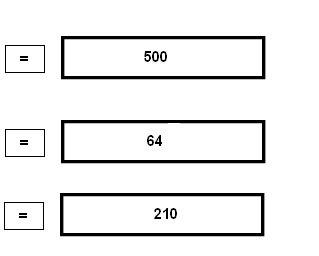 = 500
= 64
= 210